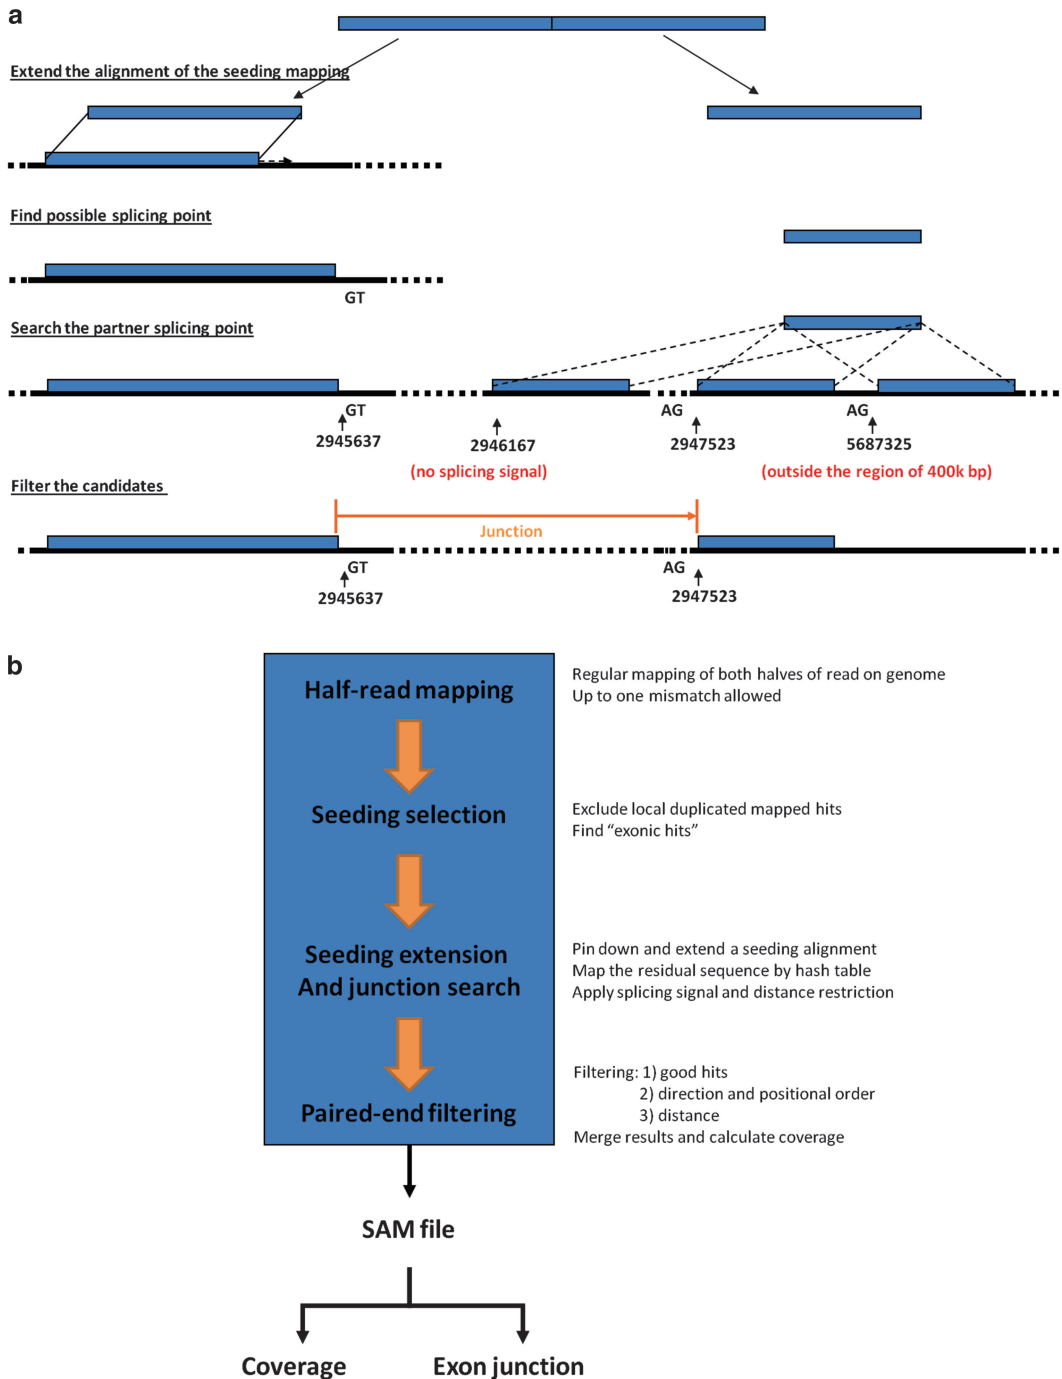 a
Extend the alignment of the seeding mapping
Find possible splicing point
GT
Search the partner splicing point
GT
AG
AG
2945637
2946167
2947523
5687325
(no splicing signal)
(outside the region of 400k bp)
Filter the candidates
Junction
GT
AG
2945637
2947523
b
Half-read mapping
Regular mapping of both halves of read on genome
Up to one mismatch allowed
Seeding selection
Exclude local duplicated mapped hits
Find “exonic hits”
Seeding extension
And junction search
Pin down and extend a seeding alignment
Map the residual sequence by hash table
Apply splicing signal and distance restriction
Paired-end filtering
Filtering: 1) good hits
2) direction and positional order
3) distance
Merge results and calculate coverage
SAM file
Coverage
Exon junction